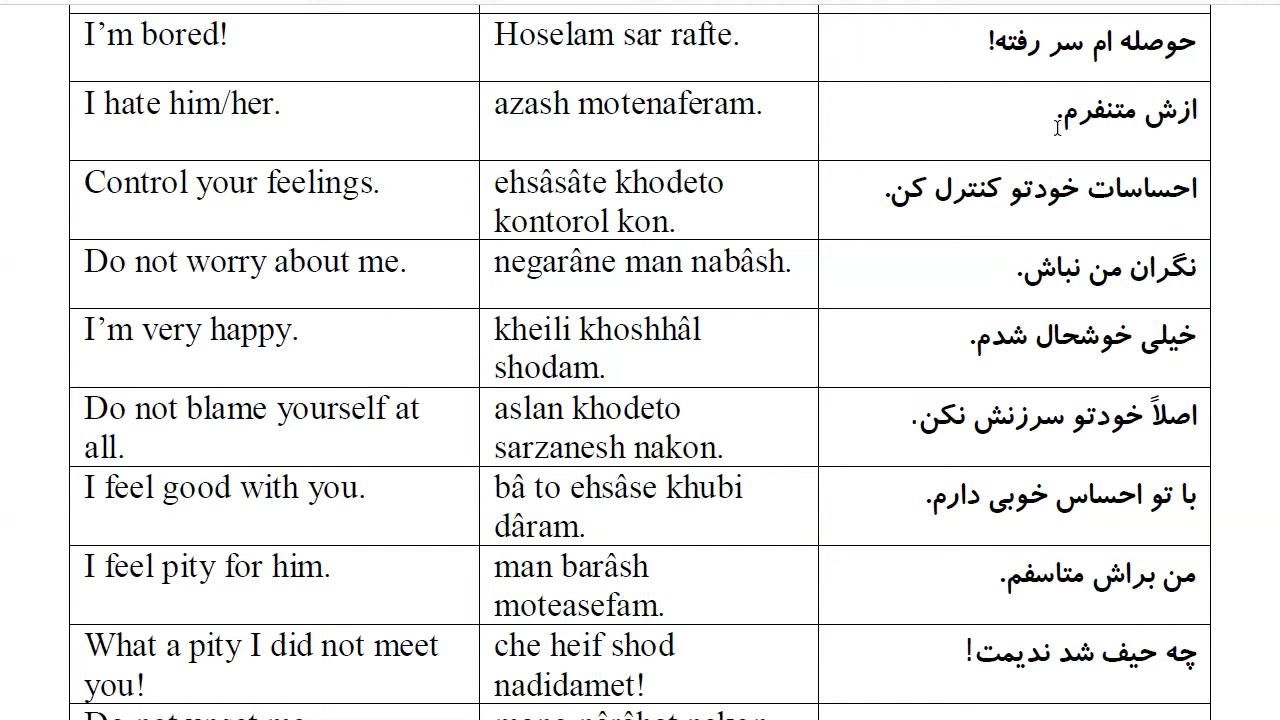 I’m bored!
Hoselam sar rafte.
حوصله ام سر رفته!
I hate him/her.
azash motenaferam.
ازش متنفرم.
Control your feelings.
ehsâsâte khodeto
kontorol kon.
احساسات خودتو کنترل کن.
Do not worry about me.
negarâne man nabâsh.
نگران من نباش.
I’m very happy.
kheili khoshhâl
shodam.
خیلی خوشحال شدم.
Do not blame yourself at
all.
aslan khodeto
sarzanesh nakon.
اصلاً خودتو سرزنش نکن.
I feel good with you.
bâ to ehsâse khubi
dâram.
با تو احساس خوبی دارم.
I feel pity for him.
man barâsh
moteasefam.
من براش متاسفم.
What a pity I did not meet
you!
che heif shod
nadidamet!
چه حیف شد ندیمت!